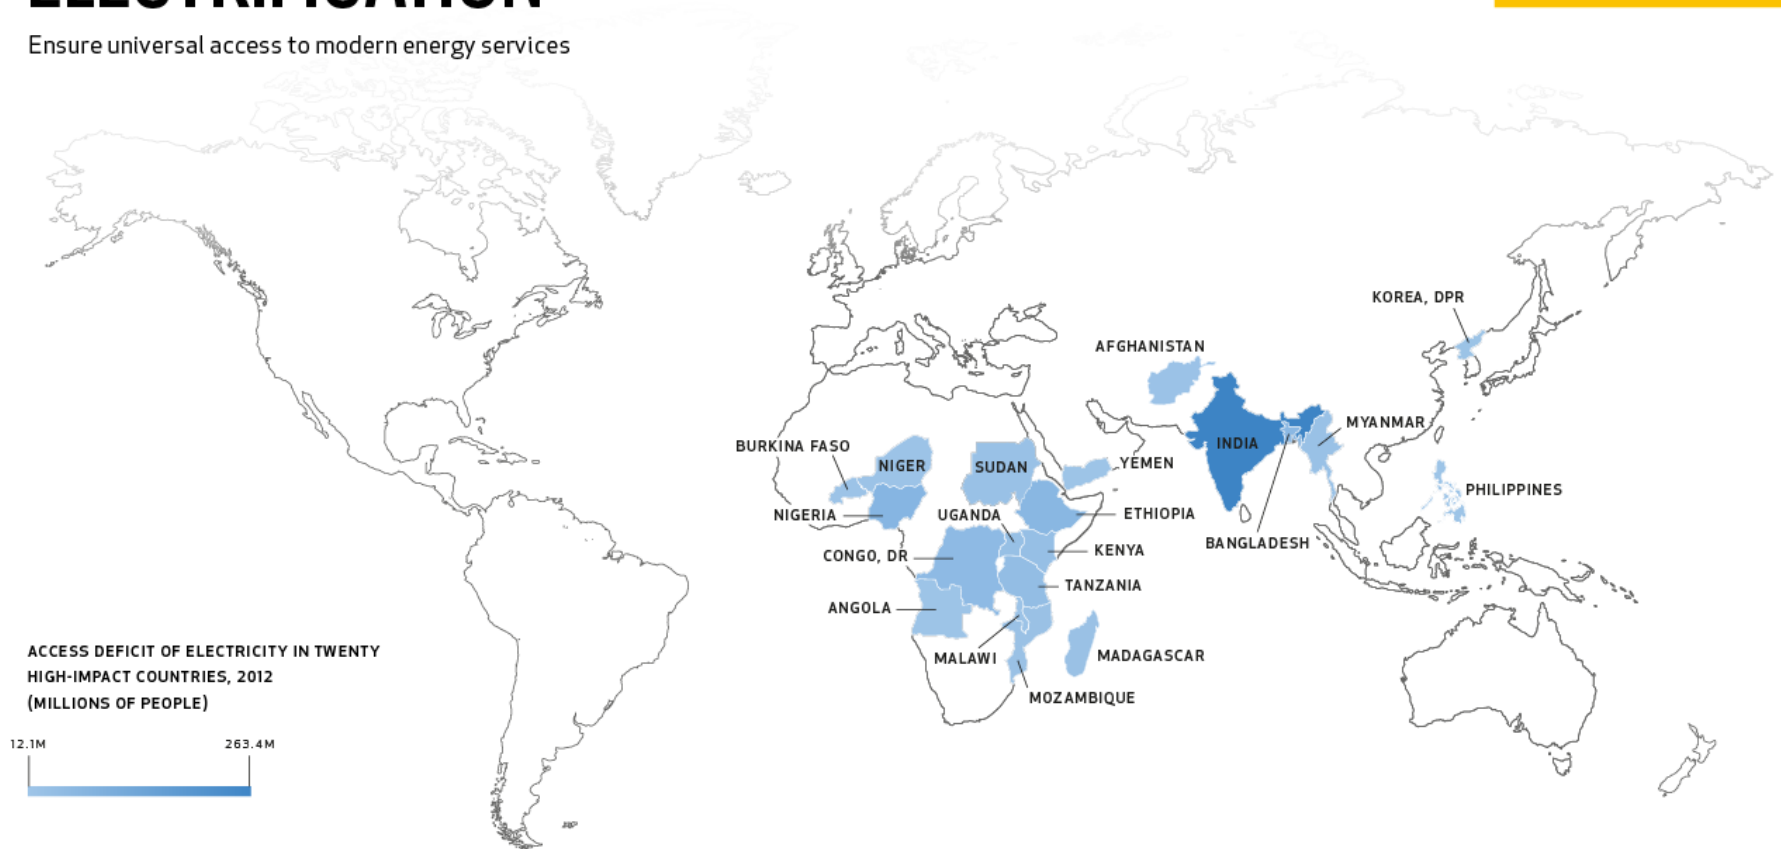 ELECTRIFICATION
Ensure universal access to modern energy services
KOREA, DPR
AFGHANISTAN
MYANMAR
BURKINA FASO
INDIA
NIGER
SUDAN
YEMEN
PHILIPPINES
NIGERIA
UGANDA
ETHIOPIA
BANGLADESH
CONGO, DR
KENYA
TANZANIA
ANGOLA
MALAWI
MADAGASCAR
MOZAMBIQUE
ACCESS DEFICIT OF ELECTRICITY IN TWENTY
HIGH-IMPACT COUNTRIES, 2012
(MILLIONS OF PEOPLE)
12.1M
263.4M